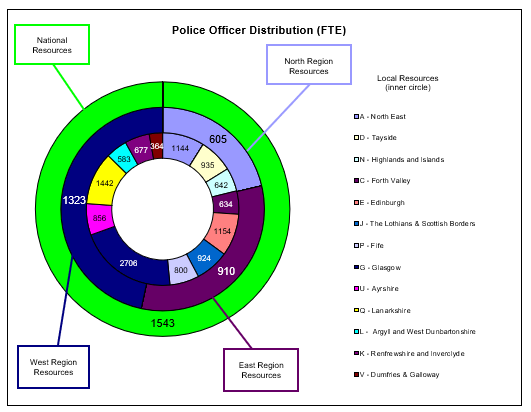 Police Officer Distribution (FTE)
National
Resources
North Region
Resources
Local Resources
(inner circle)
A - North East
D - Tayside
N - Highlands and Islands
C - Forth Valley
E - Edinburgh
J - The Lothians & Scottish Borders
P - Fife
G - Glasgow
U - Ayrshire
Q - Lanarkshire
L - Argyll and West Dunbartonshire
K - Renfrewshire and Inverclyde
V - Dumfries & Galloway
605
1144
935
642
634
1154
924
800
2706
856
1442
583
677
364
1323
910
1543
West Region
Resources
East Region
Resources